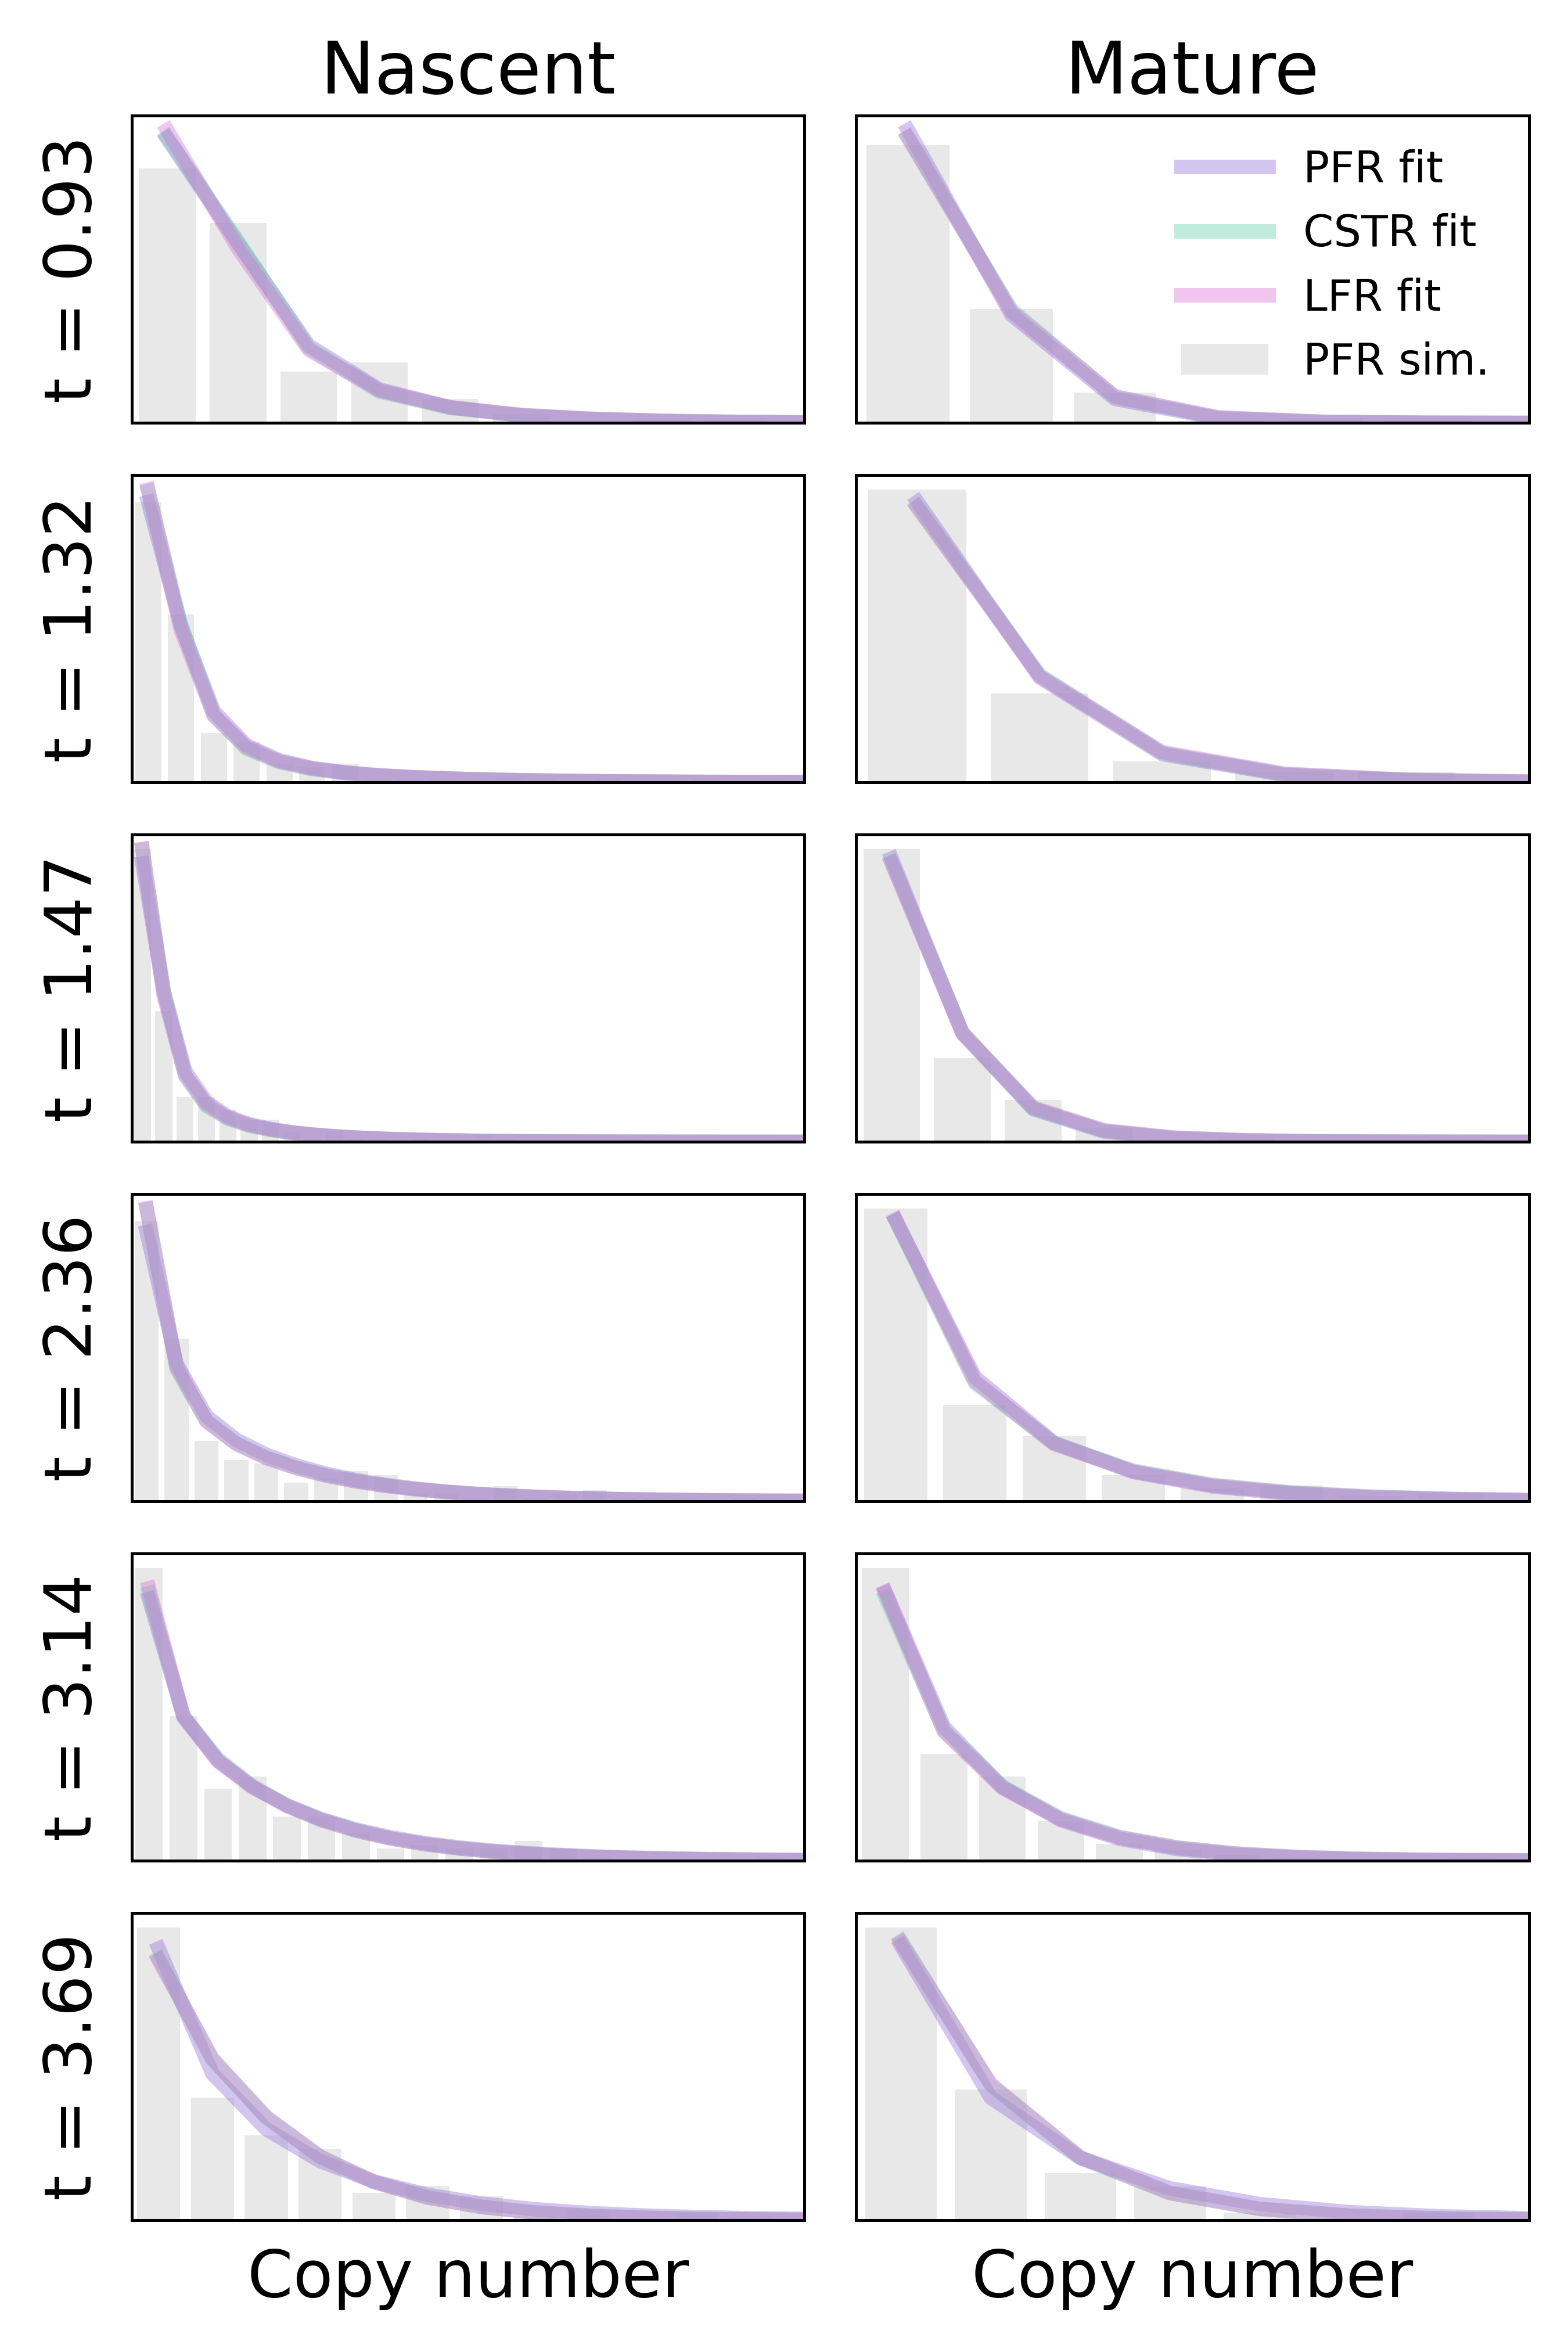 Nascent
Mature
t = 0.93
PFR fit
CSTR fit
LFR fit
PFR sim.
t = 1.32
t = 1.47
t = 2.36
t = 3.14
t = 3.69
Copy number
Copy number